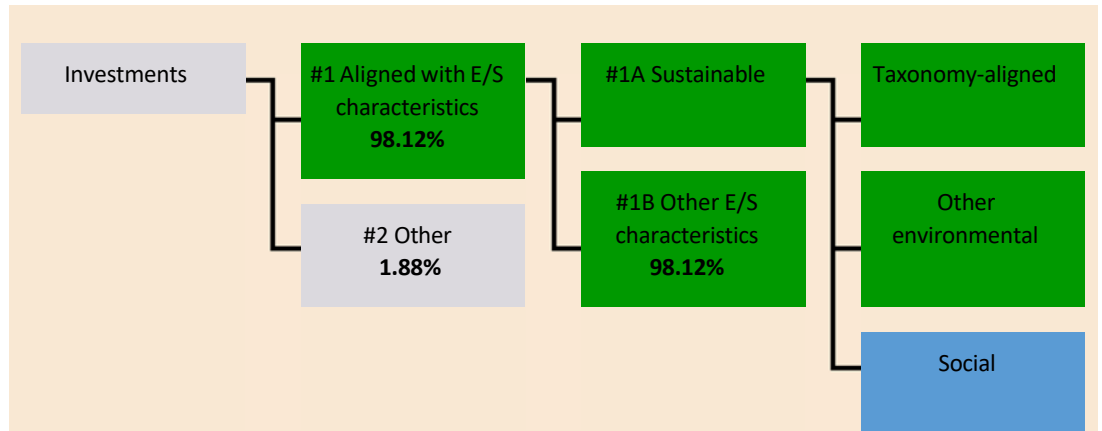 Investments
#1 Aligned with E/S
characteristics
98.12%
#2 Other
1.88%
#1A Sustainable
#1B Other E/S
characteristics
98.12%
Taxonomy-aligned
Other
environmental
Social